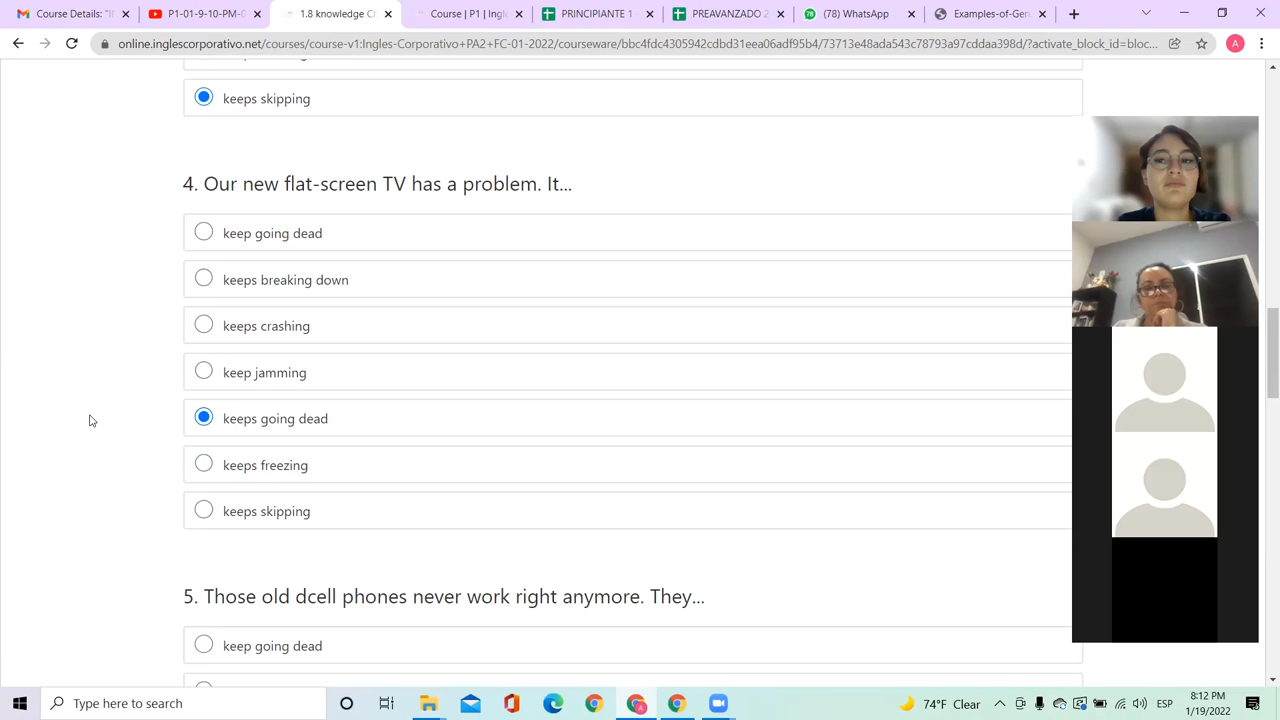 Course Details: "I
P1-01-9-10-PM-
1.8 knowledge C
Course | P1 | Ingl
PRINCIPIANTE 1
PREAVANZADO 2
(78) WhatsApp
Examples-of-Gen
online.inglescorporativo.net/courses/course-v1:Ingles-Corporativo+PA2+FC-01-2022/courseware/
keeps skipping
4. Our new flat-screen TV has a problem. It...
keep going dead
keeps breaking down
keeps crashing
keep jamming
keeps going dead
keeps freezing
keeps skipping
5. Those old dcell phones never work right anymore. They...
keep going dead
Type here to search
74°F Clear
ESP
8:12 PM
1/19/2022